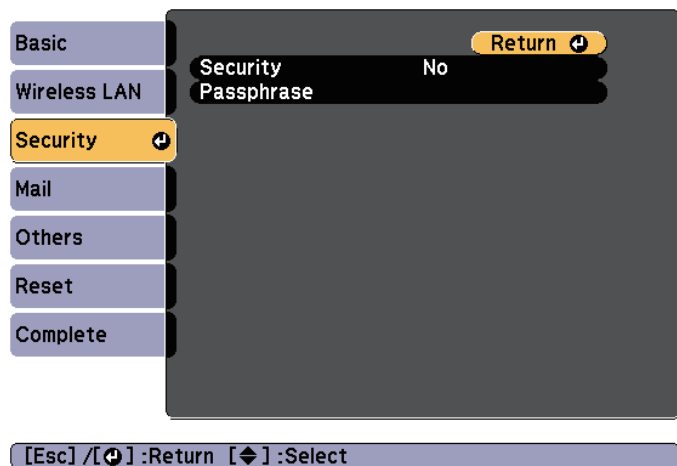 Basic
Wireless LAN
Security
Mail
Others
Reset
Complete
Return
Security No
Passphrase
[Esc] /[ ] :Return [ ] :Select